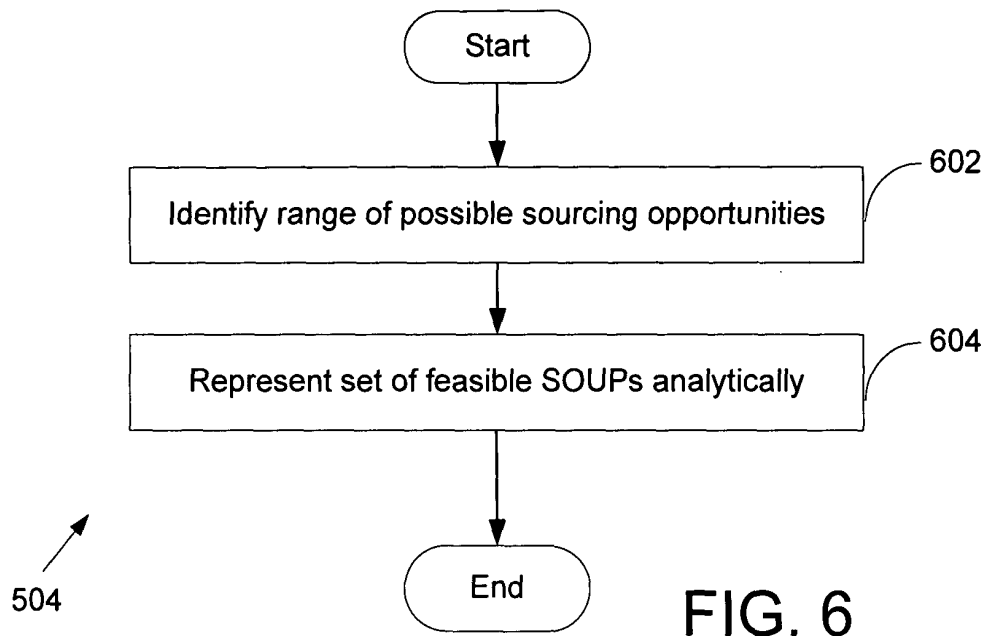 Start
602
Identify range of possible sourcing opportunities
604
Represent set of feasible SOUPs analytically
504
End
FIG. 6